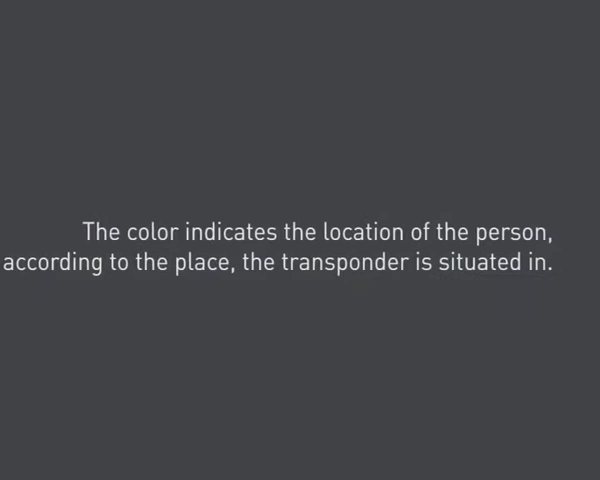 The color indicates the location of the person,
according to the place, the transponder is situated in.